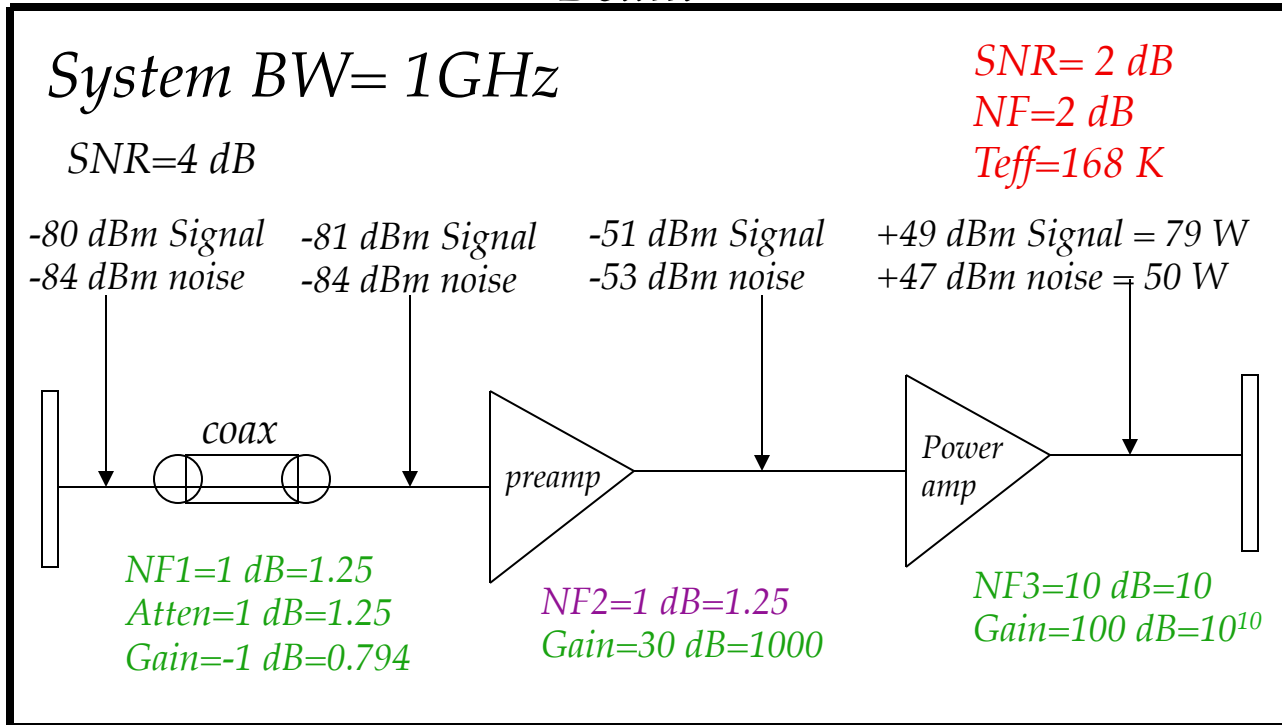 System BW= 1GHz
SNR=4 dB
SNR= 2 dB
NF=2 dB
Teff=168 K
-80 dBm Signal
-84 dBm noise
-81 dBm Signal
-84 dBm noise
-51 dBm Signal
-53 dBm noise
+49 dBm Signal = 79 W
+47 dBm noise = 50 W
coax
preamp
Power
amp
NF1=1 dB=1.25
Atten=1 dB=1.25
Gain=-1 dB=0.794
NF2=1 dB=1.25
Gain=30 dB=1000
NF3=10 dB=10
Gain=100 dB=10¹⁰